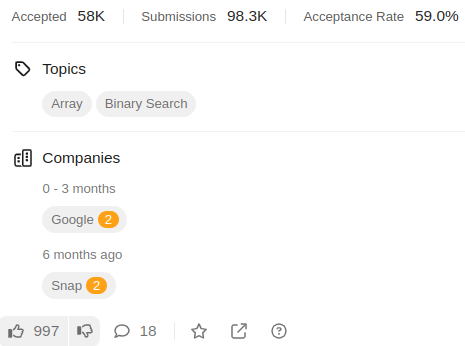 Accepted 58K Submissions 98.3K Acceptance Rate 59.0%
Topics
Array Binary Search
Companies
0 - 3 months
Google 2
6 months ago
Snap 2
997 18